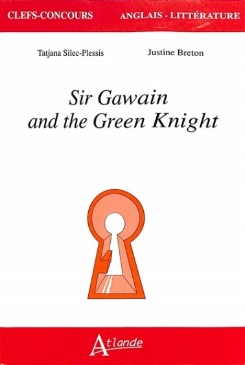 CLEFS-CONCOURS ANGLAIS - LITTÉRATURE
Tatjana Silec-Plessis Justine Breton
Sir Gawain
and the Green Knight
Atlande